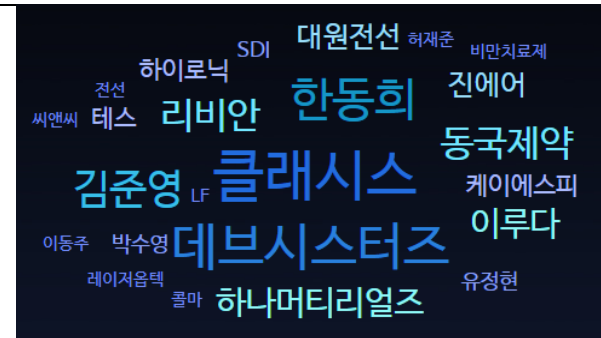 대원전선 허재준
SDI 비만치료제
하이로닉
전선 한동희 진에어
씨앤씨 테스 리비안
동국제약
클래시스
김준영 LF 케이에스피
이루다
이동주 박수영 데브시스터즈
레이저옵텍 유정현
콜마 하나머티리얼즈